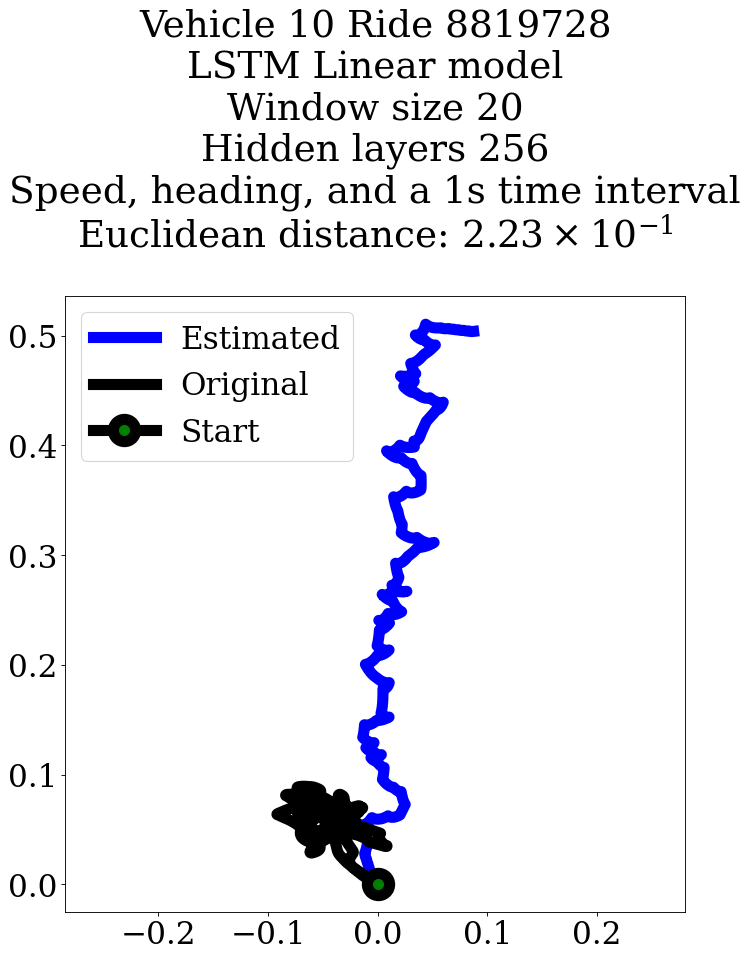 Vehicle 10 Ride 8819728
LSTM Linear model
Window size 20
Hidden layers 256
Speed, heading, and a 1s time interval
Euclidean distance: 2.23 × 10⁻¹
Estimated
Original
Start
0.5
0.4
0.3
0.2
0.1
0.0
−0.2 −0.1 0.0 0.1 0.2